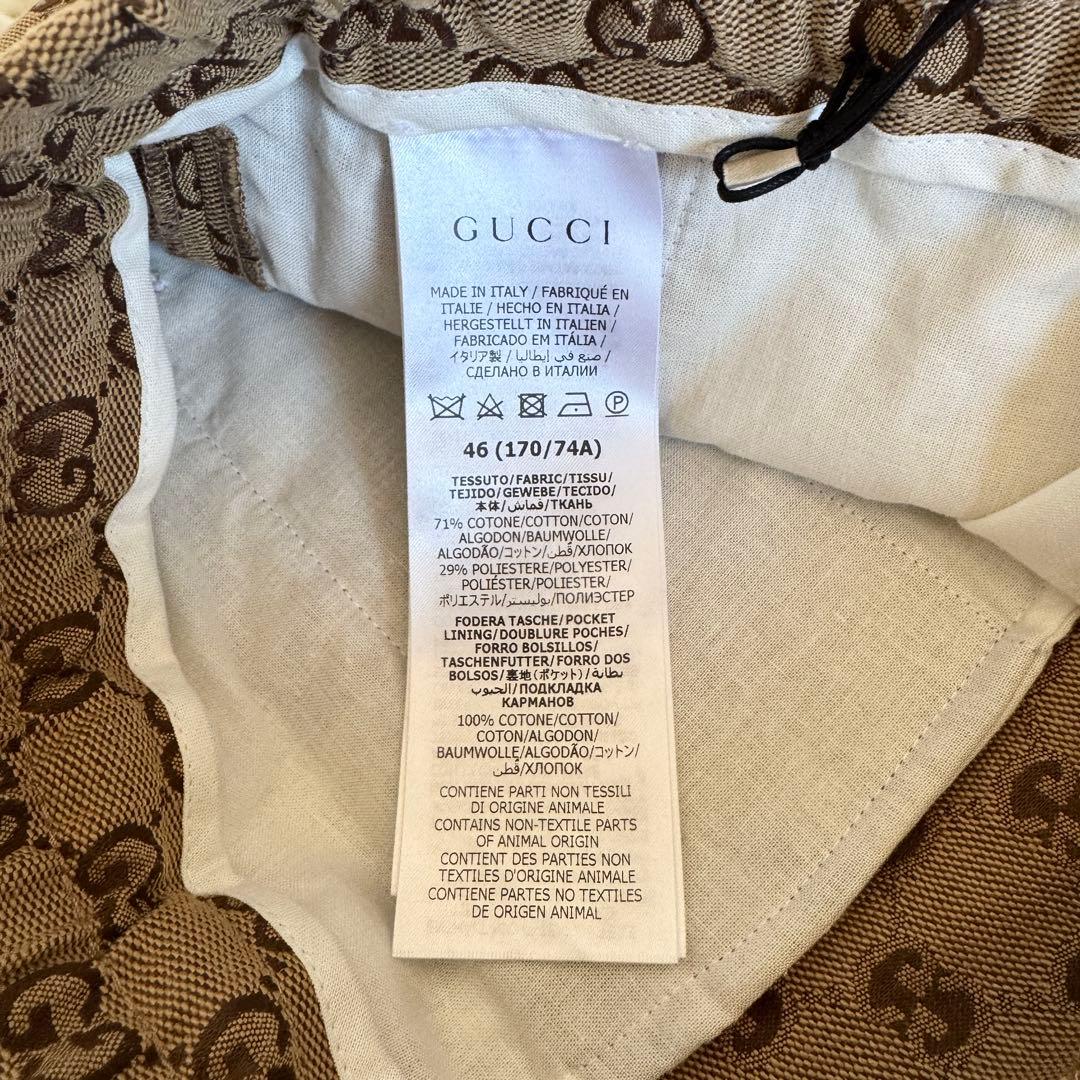 GUCCI
MADE IN ITALY / FABRIQUÉ EN
ITALIE / HECHO EN ITALIA /
HERGESTELLT IN ITALIEN /
FABRICADO EM ITÁLIA /
イタリア製 / صنع في إيطاليا /
СДЕЛАНО В ИТАЛИИ
46 (170/74A)
TESSUTO/FABRIC/TISSU/
TEJIDO/GEWEBE/TECIDO/
本体/قماش/ТКАНЬ
71% COTONE/COTTON/COTON/
ALGODON/BAUMWOLLE/
ALGODÃO/コットン/قُطن/ХЛОПОК
29% POLIESTERE/POLYESTER/
POLIÉSTER/POLIESTER/
ポリエステル/بوليستر/ПОЛИЭСТЕР
FODERA TASCHE/POCKET
LINING/DOUBLURE POCHES/
FORRO BOLSILLOS/
TASCHENFUTTER/FORRO DOS
BOLSOS/裏地(ポケット)/بطانة
الجيوب/ПОДКЛАДКА
КАРМАНОВ
100% COTONE/COTTON/
COTON/ALGODON/
BAUMWOLLE/ALGODÃO/コットン/
قُطن/ХЛОПОК
CONTIENE PARTI NON TESSILI
DI ORIGINE ANIMALE
CONTAINS NON-TEXTILE PARTS
OF ANIMAL ORIGIN
CONTIENT DES PARTIES NON
TEXTILES D'ORIGINE ANIMALE
CONTIENE PARTES NO TEXTILES
DE ORIGEN ANIMAL